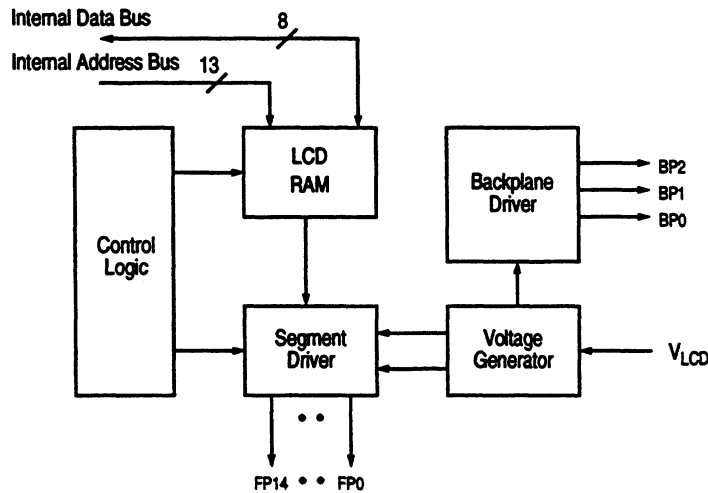 Internal Data Bus 8
Internal Address Bus 13
LCD
RAM
Backplane
Driver
BP2
BP1
BP0
Control
Logic
Segment
Driver
Voltage
Generator
VLCD
FP14 FP0